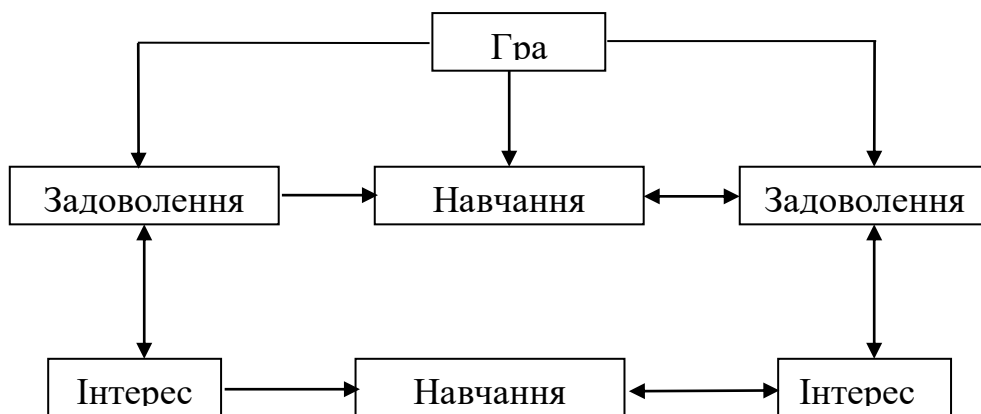 Гра
Задоволення
Навчання
Задоволення
Інтерес
Навчання
Інтерес